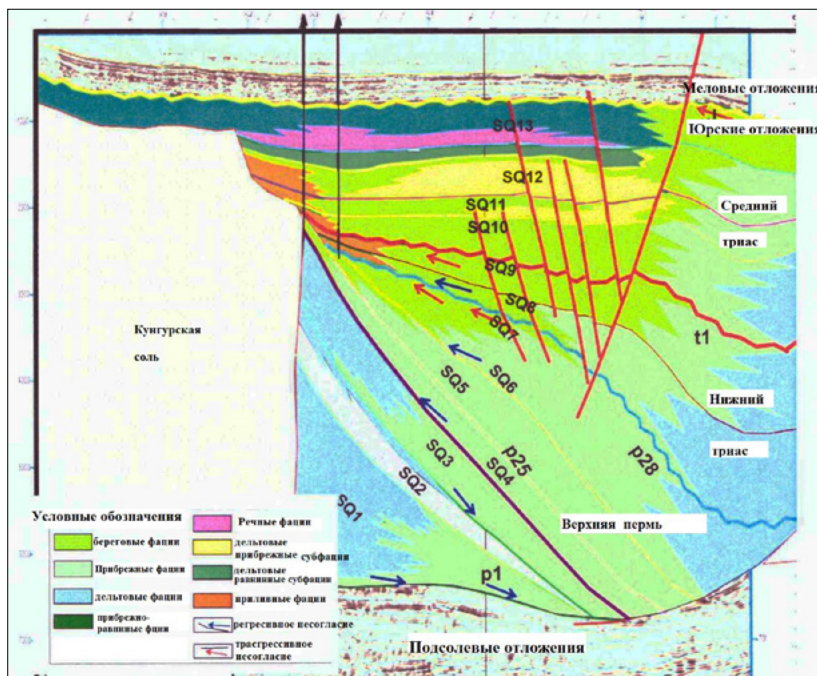 Меловые отложения
Юрские отложения
SQ13
SQ12
Средний
SQ11
SQ10
триас
SQ9
SQ8
SQ7
t1
Кунгурская
соль
SQ6
SQ5
Нижний
p25
p28
триас
SQ3
SQ4
SQ2
SQ1
Верхняя пермь
p1
Подсолевые отложения
Условные обозначения
береговые фации
Прибрежные фации
дельтовые фации
прибрежно-
равнинные фции
Речные фации
дельтовые
прибрежные субфации
дельтовые
равнинные субфации
приливные фации
регресивное несогласие
трасгрессивное
несогласие